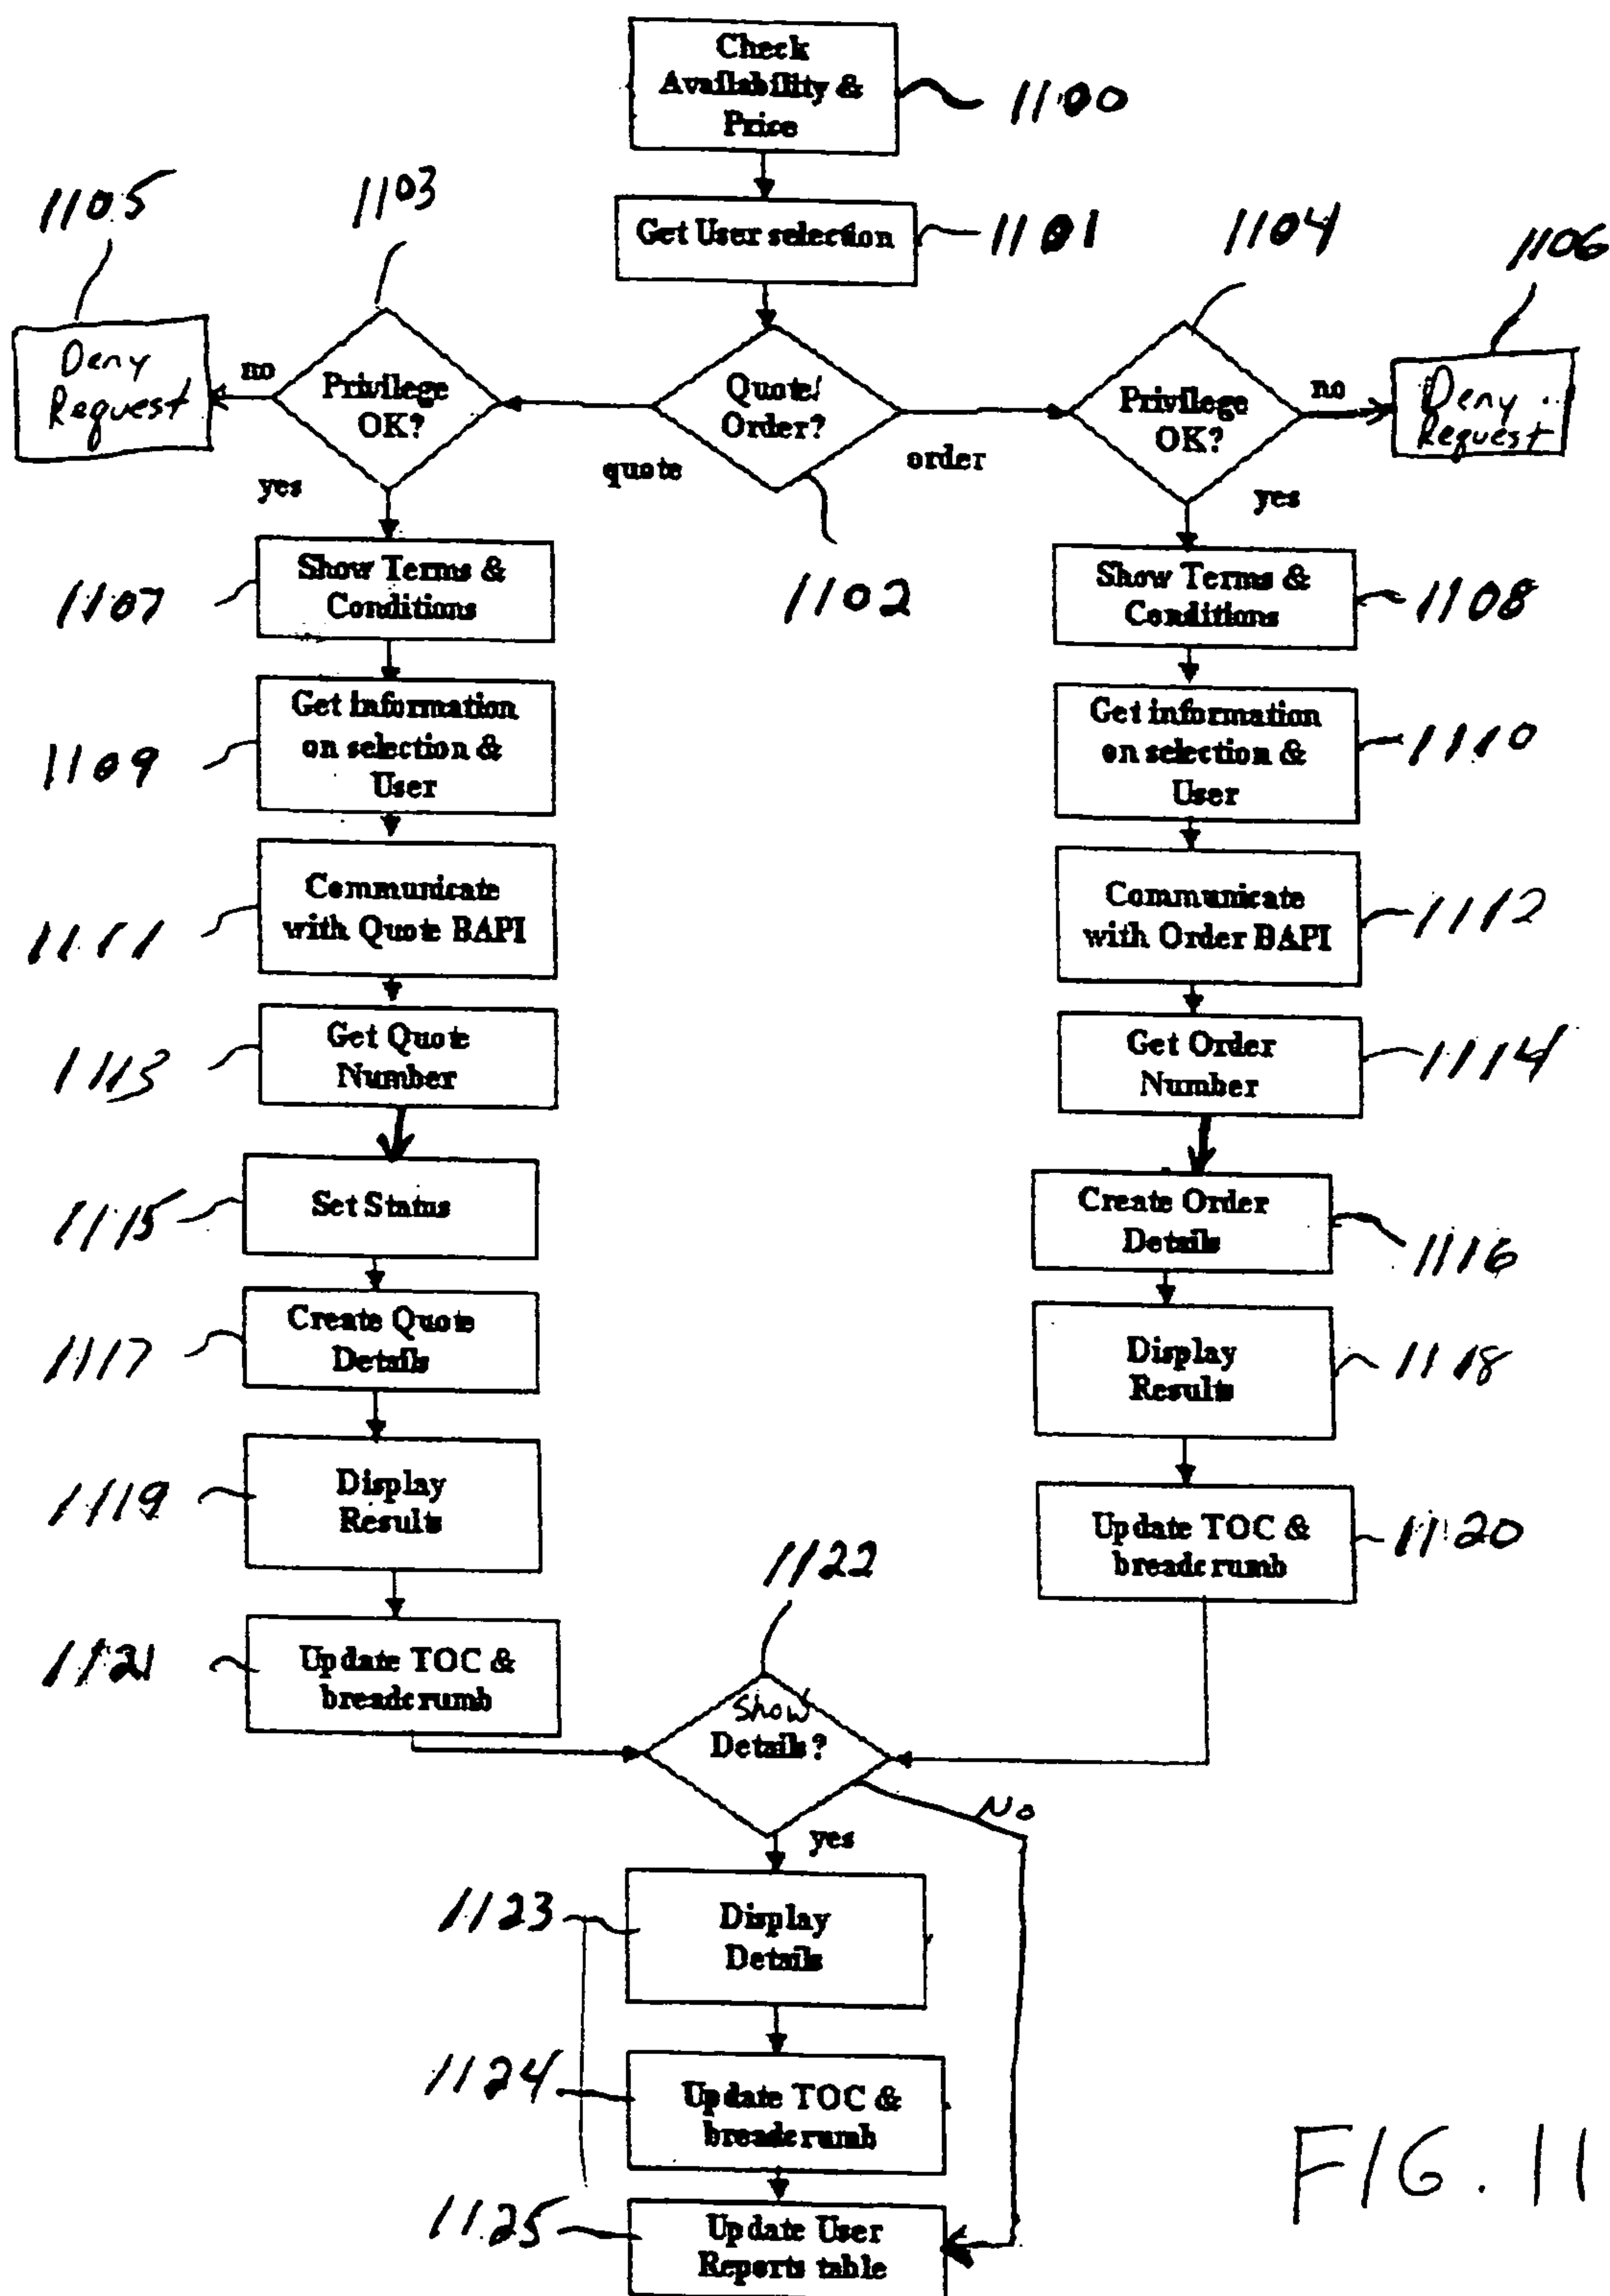 Check
Availability &
Price
1100
Get User selection
1101
1105
1103
1104
1106
Deny
Request
no
Privilege
OK?
Quote/
Order?
Privilege
OK?
no
Deny
Request
quote
order
yes
yes
1102
Show Terms &
Conditions
1107
Show Terms &
Conditions
1108
Get information
on selection &
User
1109
Get information
on selection &
User
1110
Communicate
with Quote BAPI
1111
Communicate
with Order BAPI
1112
Get Quote
Number
1113
Get Order
Number
1114
Set Status
1115
Create Order
Details
1116
Create Quote
Details
1117
Display
Results
1118
Display
Results
1119
Update TOC &
breadcrumb
1120
Update TOC &
breadcrumb
1121
1122
Show
Details?
No
yes
Display
Details
1123
Update TOC &
breadcrumb
1124
Update User
Reports table
1125
FIG. 11